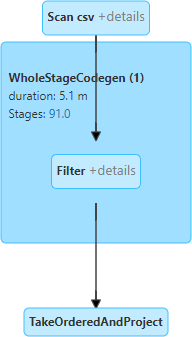 Scan csv +details
WholeStageCodegen (1)
duration: 5.1 m
Stages: 91.0
Filter +details
TakeOrderedAndProject